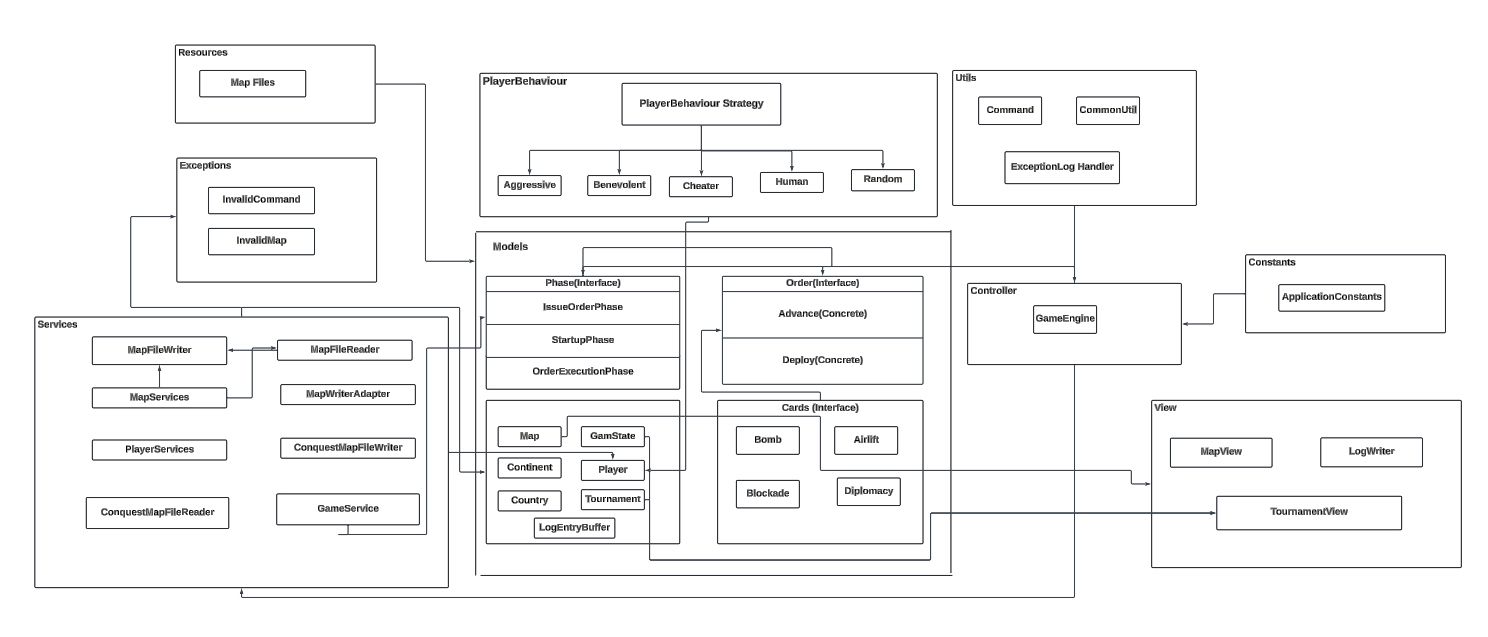 Resources
Map Files
Exceptions
InvalidCommand
InvalidMap
PlayerBehaviour
PlayerBehaviour Strategy
Aggressive
Benevolent
Cheater
Human
Random
Utils
Command
CommonUtil
ExceptionLog Handler
Constants
ApplicationConstants
Controller
GameEngine
Services
MapFileWriter
MapFileReader
MapServices
MapWriterAdapter
PlayerServices
ConquestMapFileWriter
ConquestMapFileReader
GameService
Models
Phase(Interface)
IssueOrderPhase
StartupPhase
OrderExecutionPhase
Order(Interface)
Advance(Concrete)
Deploy(Concrete)
Map
GamState
Continent
Player
Country
Tournament
LogEntryBuffer
Cards (Interface)
Bomb
Airlift
Blockade
Diplomacy
View
MapView
LogWriter
TournamentView